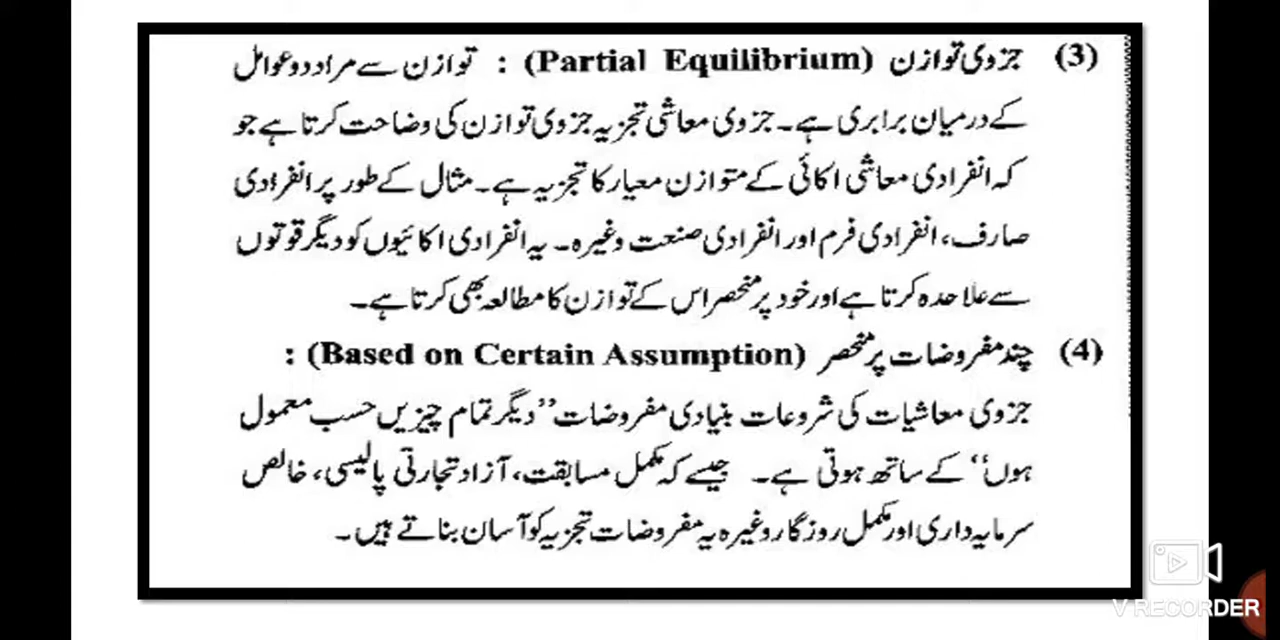 (3) جزوی توازن (Partial Equilibrium) : توازن سے مراد دو عوامل
کے درمیان برابری ہے۔ جزوی معاشی تجزیہ جزوی توازن کی وضاحت کرتا ہے جو
کہ انفرادی معاشی اکائی کے متوازن معیار کا تجزیہ ہے۔ مثال کے طور پر انفرادی
صارف، انفرادی فرم اور انفرادی صنعت وغیرہ۔ یہ انفرادی اکائیوں کو دیگر قوتوں
سے علاحدہ کرتا ہے اور خود پر منحصر اس کے توازن کا مطالعہ بھی کرتا ہے۔
(4) چند مفروضات پر منحصر (Based on Certain Assumption) :
جزوی معاشیات کی شروعات بنیادی مفروضات ”دیگر تمام چیزیں حسب معمول
ہوں“ کے ساتھ ہوتی ہے۔ جیسے کہ مکمل مسابقت، آزاد تجارتی پالیسی، خالص
سرمایہ داری اور مکمل روزگار وغیرہ یہ مفروضات تجزیہ کو آسان بناتے ہیں۔
V RECORDER